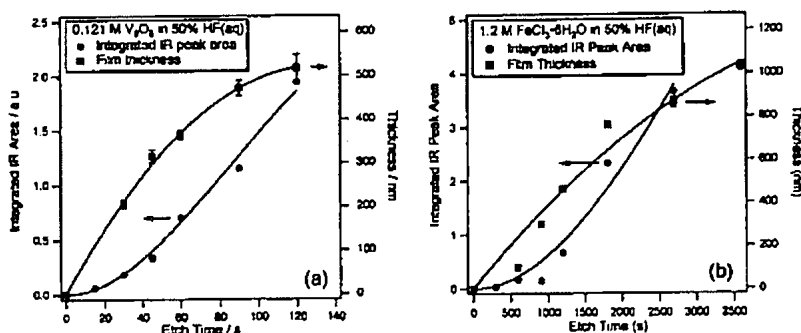 2.5
2.0
1.5
1.0
0.5
0.0
Integrated IR Area / a u
0.121 M V₂O₅ in 50% HF(aq)
Integrated IR peak area
Film thickness
600
500
400
300
200
100
0
Thickness / nm
(a)
0 20 40 60 80 100 120 140
Etch Time / s
5
4
3
2
1
0
Integrated IR Peak Area
1.2 M FeCl₃-6H₂O in 50% HF(aq)
Integrated IR Peak Area
Film Thickness
1200
1000
800
600
400
200
0
Thickness (nm)
(b)
0 500 1000 1500 2000 2500 3000 3500
Etch Time (s)